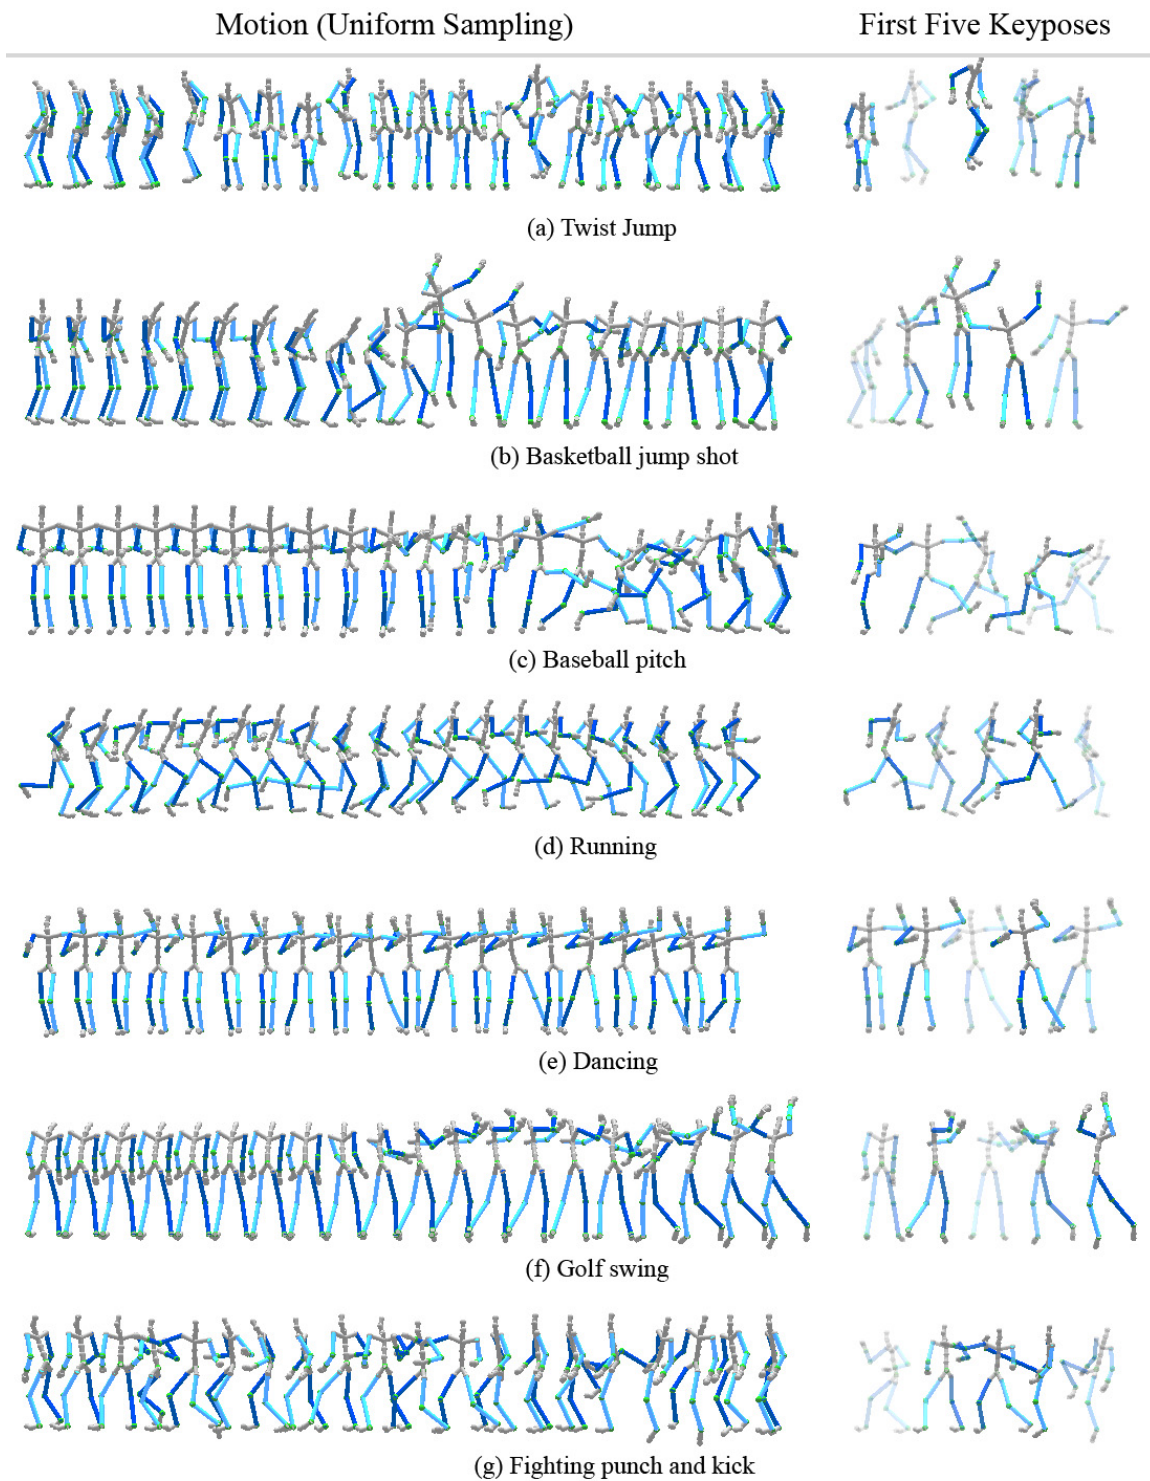 Motion (Uniform Sampling) First Five Keyposes
(a) Twist Jump
(b) Basketball jump shot
(c) Baseball pitch
(d) Running
(e) Dancing
(f) Golf swing
(g) Fighting punch and kick